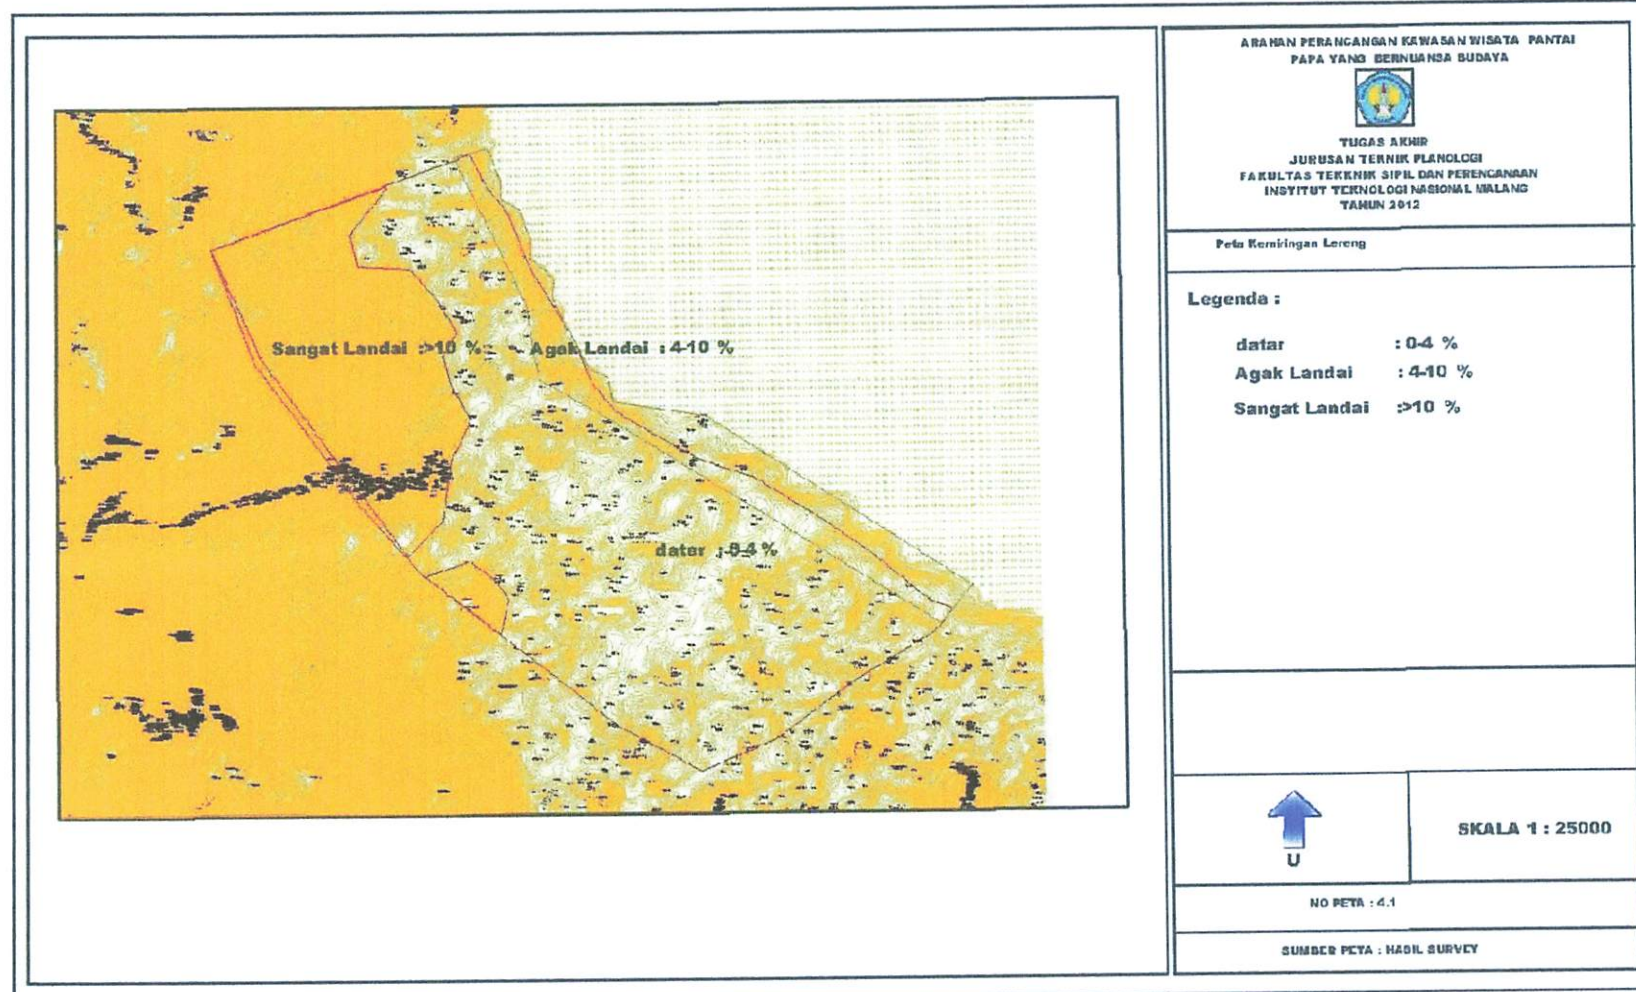 ARAHAN PERANCANGAN KAWASAN WISATA PANTAI
PAPA YANG BERNUANSA BUDAYA
TUGAS AKHIR
JURUSAN TEKNIK PLANOLOGI
FAKULTAS TEKKNIK SIPIL DAN PERENCANAAN
INSTITUT TEKNOLOGI NASIONAL MALANG
TAHUN 2012
Peta Kemiringan Lereng
Legenda :
datar : 0-4 %
Agak Landai : 4-10 %
Sangat Landai :>10 %
Sangat Landai :>10 %
Agak Landai : 4-10 %
datar : 0-4 %
U
SKALA 1 : 25000
NO PETA : 4.1
SUMBER PETA : HASIL SURVEY